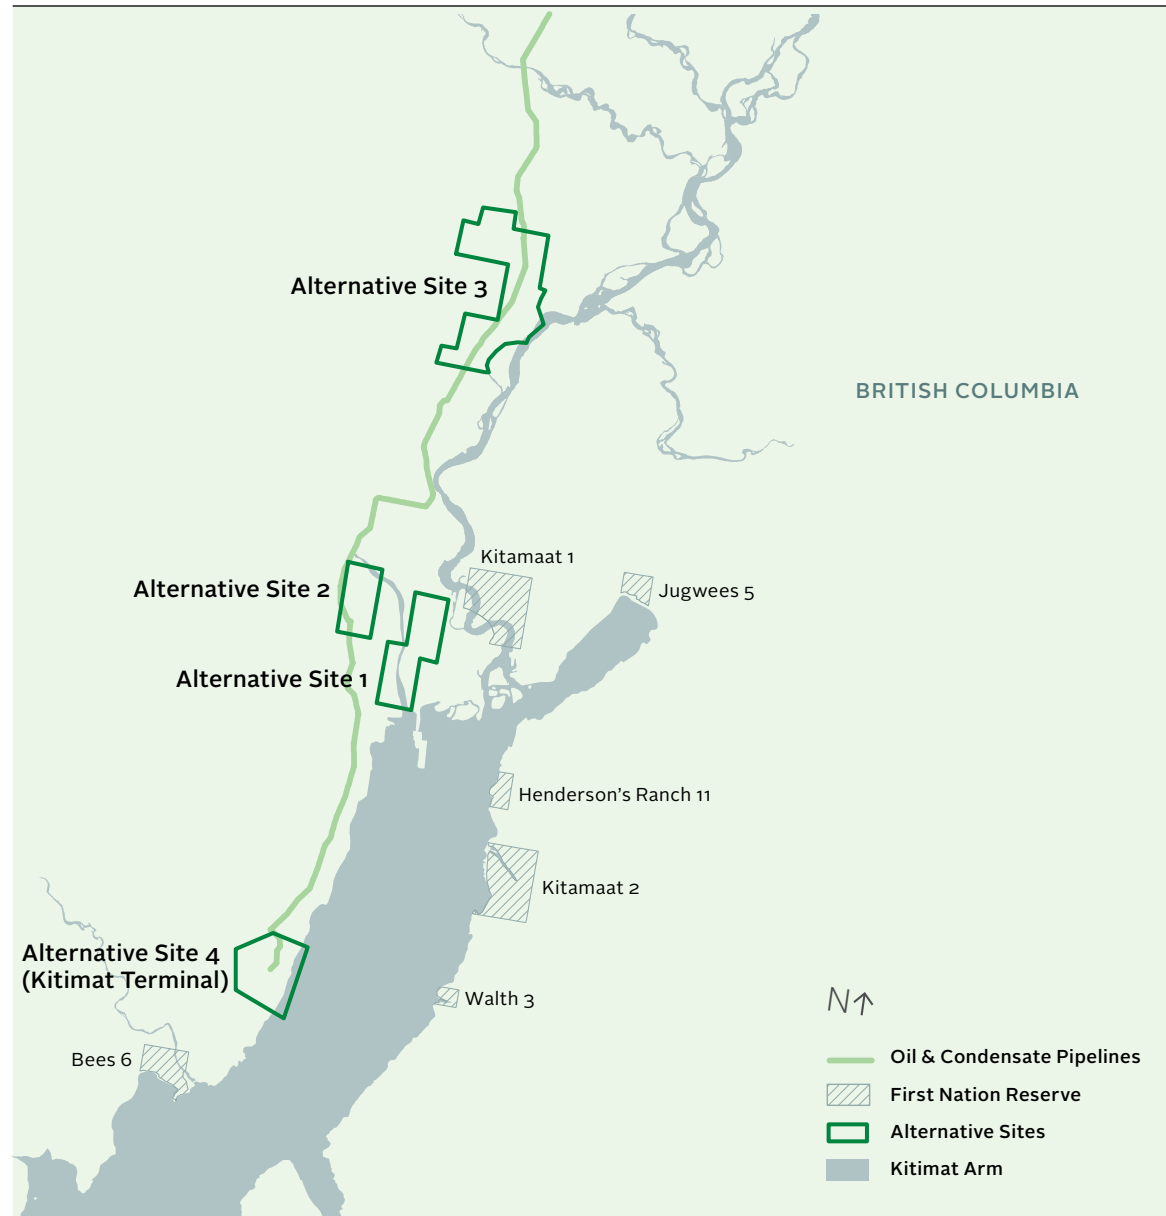 Alternative Site 3
BRITISH COLUMBIA
Kitamaat 1
Alternative Site 2
Jugwees 5
Alternative Site 1
Henderson's Ranch 11
Kitamaat 2
Alternative Site 4
(Kitimat Terminal)
Walth 3
N↑
Bees 6
Oil & Condensate Pipelines
First Nation Reserve
Alternative Sites
Kitimat Arm